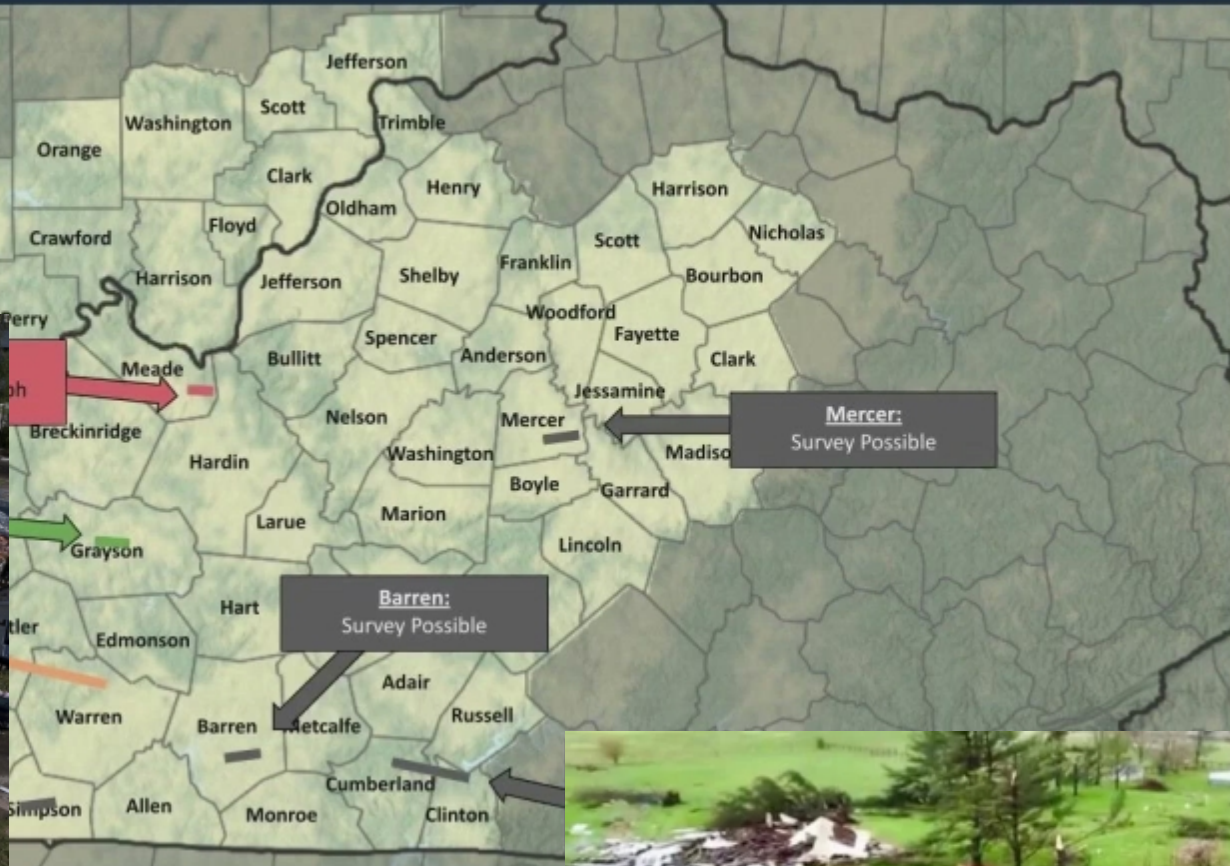 Jefferson
Scott
Washington
Trimble
Orange
Clark
Henry
Harrison
Oldham
Floyd
Nicholas
Crawford
Scott
Franklin
Shelby
Bourbon
Harrison
Jefferson
Woodford
Perry
Fayette
Spencer
Anderson
Bullitt
Clark
Meade
ph
Jessamine
Mercer:
Survey Possible
Nelson
Mercer
Breckinridge
Washington
Madiso
Hardin
Boyle
Garrard
Marion
Larue
Lincoln
Grayson
Barren:
Survey Possible
Hart
tler
Edmonson
Adair
Warren
Russell
Barren
Metcalfe
Cumberland
Simpson
Allen
Monroe
Clinton